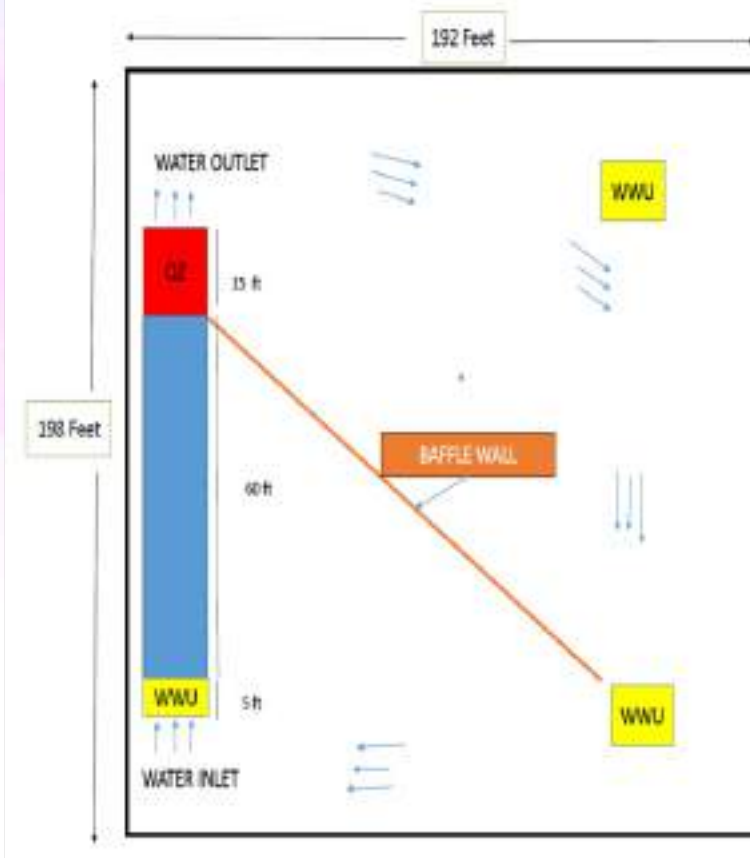 192 Feet
WATER OUTLET
WWU
QZ
15 ft
198 Feet
BAFFLE WALL
60 ft
WWU
5 ft
WWU
WATER INLET